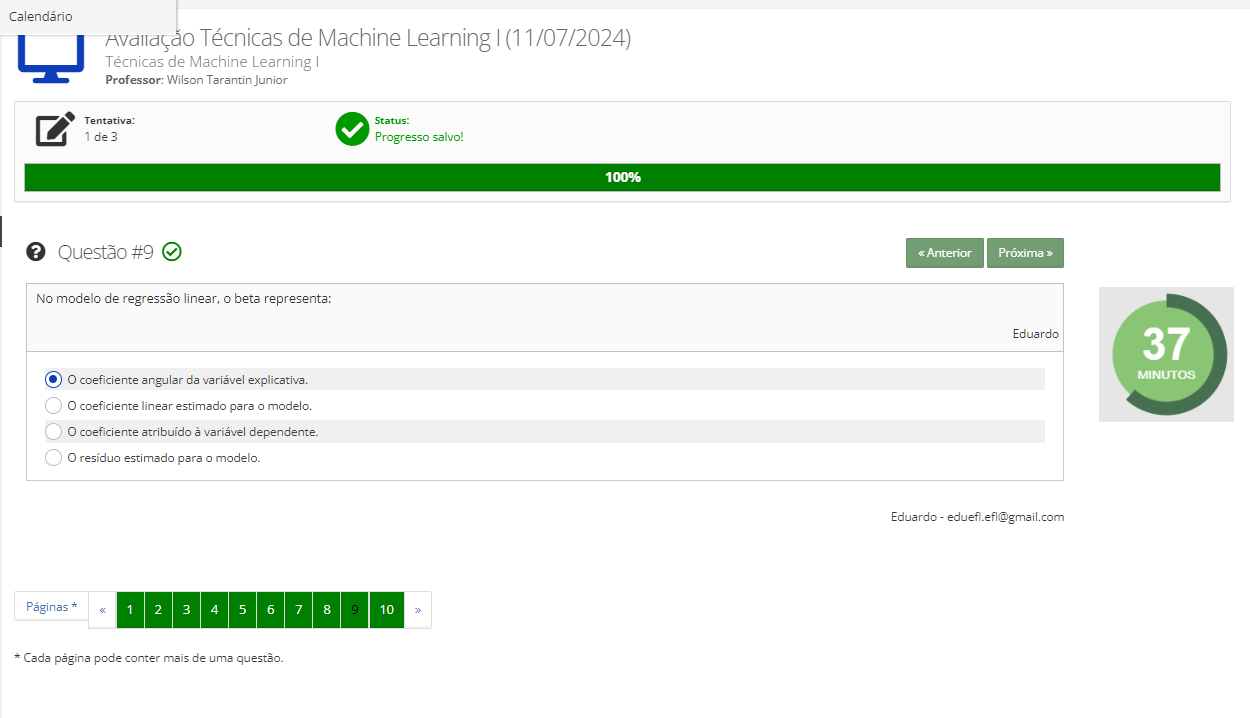 Calendário
Avaliação Técnicas de Machine Learning I (11/07/2024)
Técnicas de Machine Learning I
Professor: Wilson Tarantin Junior
Tentativa:
1 de 3
Status:
Progresso salvo!
100%
Questão #9
« Anterior
Próxima »
No modelo de regressão linear, o beta representa:
Eduardo
O coeficiente angular da variável explicativa.
O coeficiente linear estimado para o modelo.
O coeficiente atribuído à variável dependente.
O resíduo estimado para o modelo.
37
MINUTOS
Eduardo - eduefl.efl@gmail.com
Páginas * « 1 2 3 4 5 6 7 8 9 10 »
* Cada página pode conter mais de uma questão.